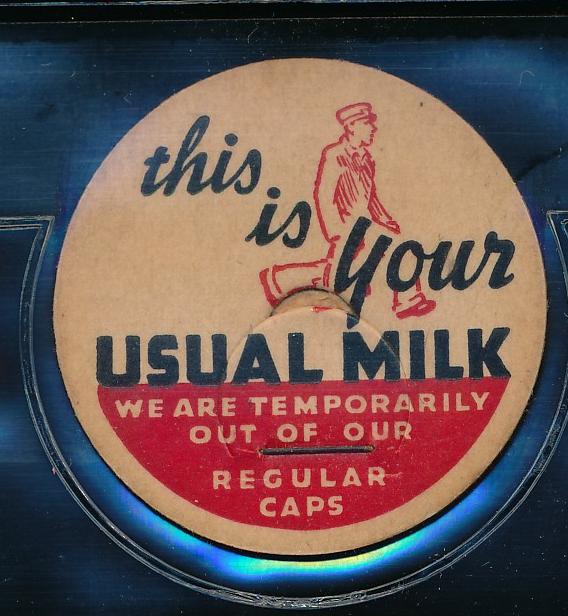 this
is your
USUAL MILK
WE ARE TEMPORARILY
OUT OF OUR
REGULAR
CAPS